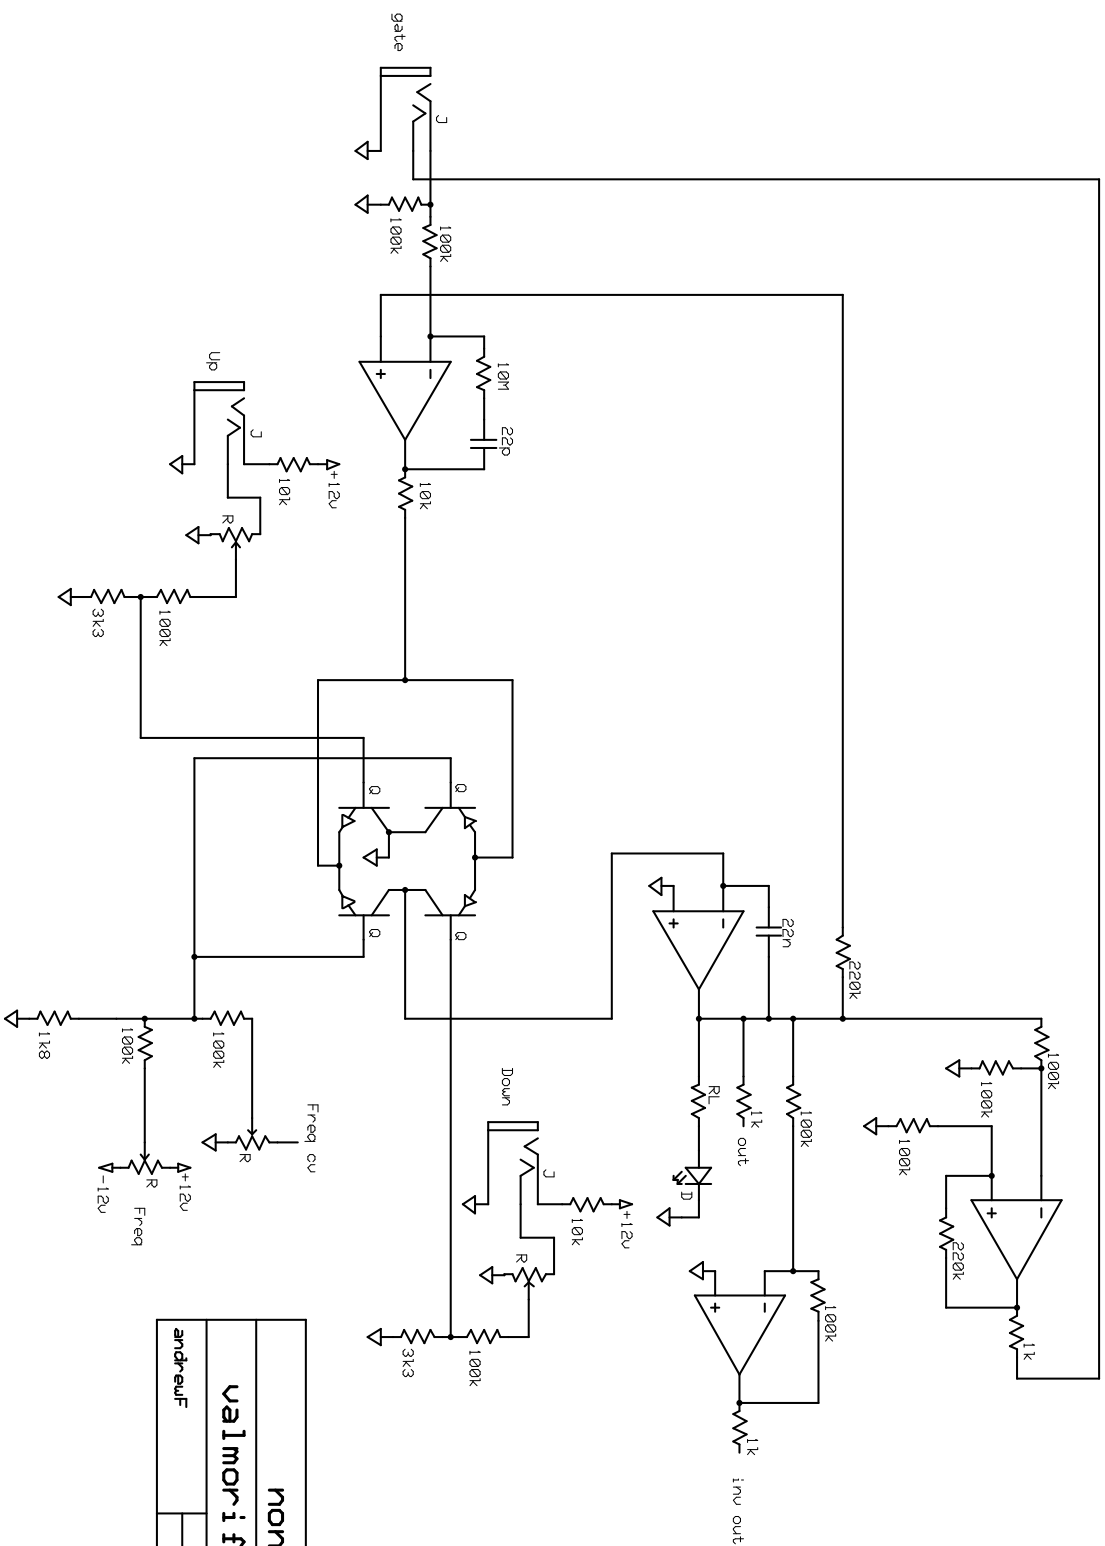 gate
J
100k
100k
10M
22p
10k
Up
J
+12v
10k
R
100k
3k3
Q
Q
Q
Q
22n
220k
100k
100k
100k
220k
1k
RL
1k
out
100k
D
100k
1k
inv out
1k8
100k
100k
Freq cv
R
+12v
R
-12v
Freq
Down
J
+12v
10k
R
100k
3k3
valmorif
andrewF